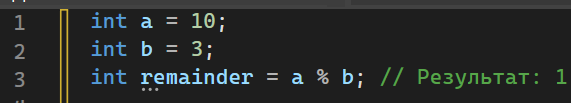 1 int a = 10;
2 int b = 3;
3 int remainder = a % b; // Результат: 1